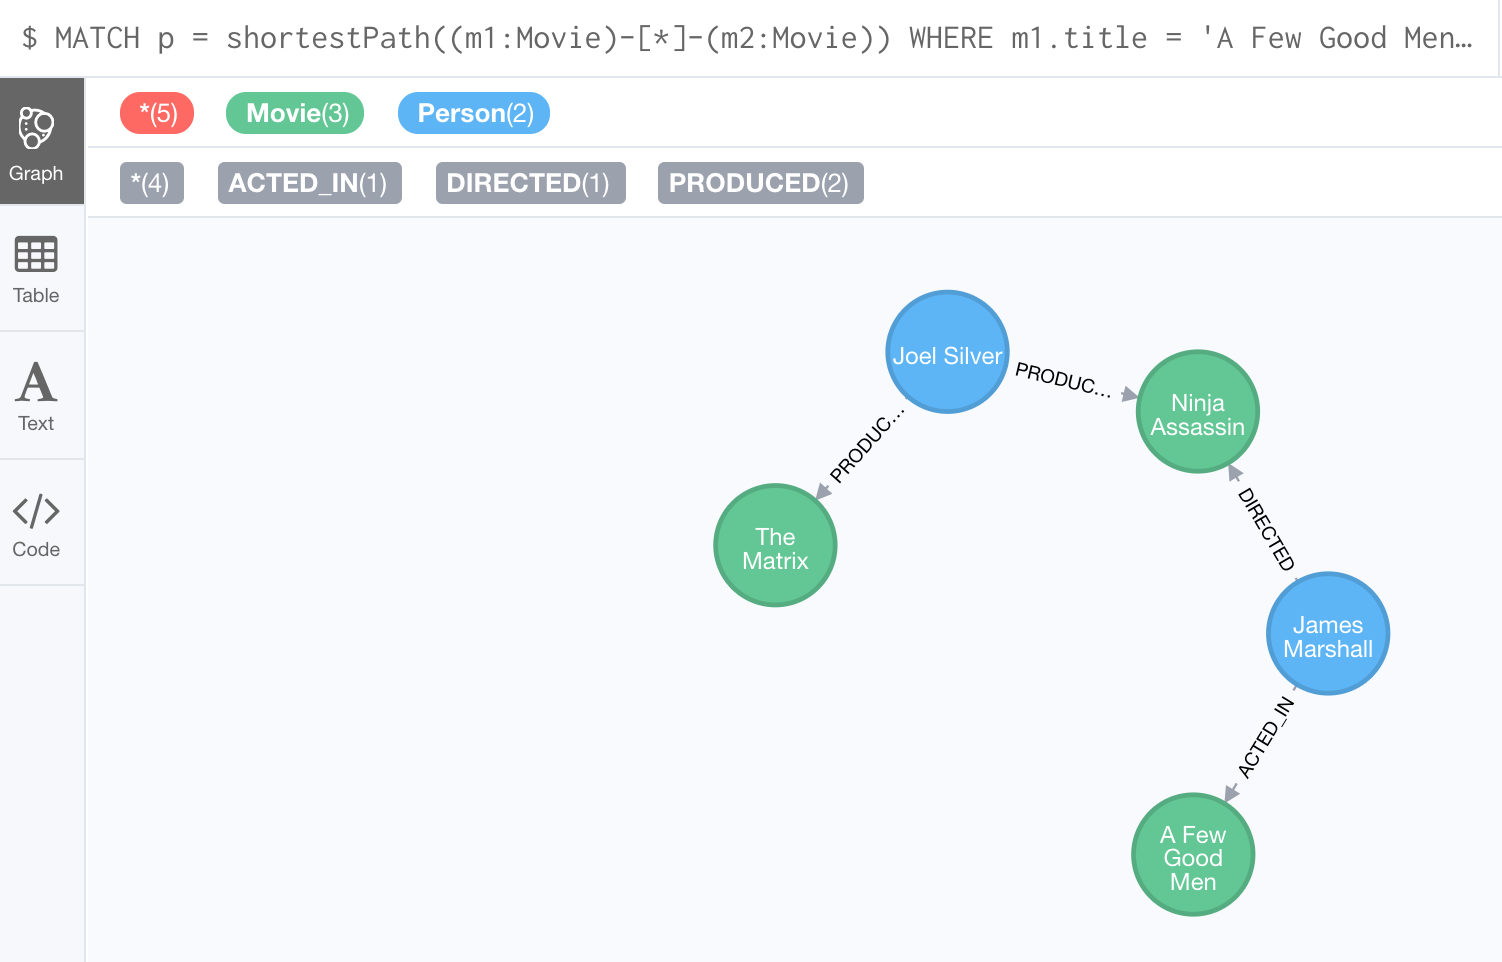 $ MATCH p = shortestPath((m1:Movie)-[*]-(m2:Movie)) WHERE m1.title = 'A Few Good Men…
*(5) Movie(3) Person(2)
*(4) ACTED_IN(1) DIRECTED(1) PRODUCED(2)
Graph
Table
Text
Code
Joel Silver
PRODUC…
Ninja
Assassin
PRODUC…
The
Matrix
DIRECTED
James
Marshall
ACTED_IN
A Few
Good
Men